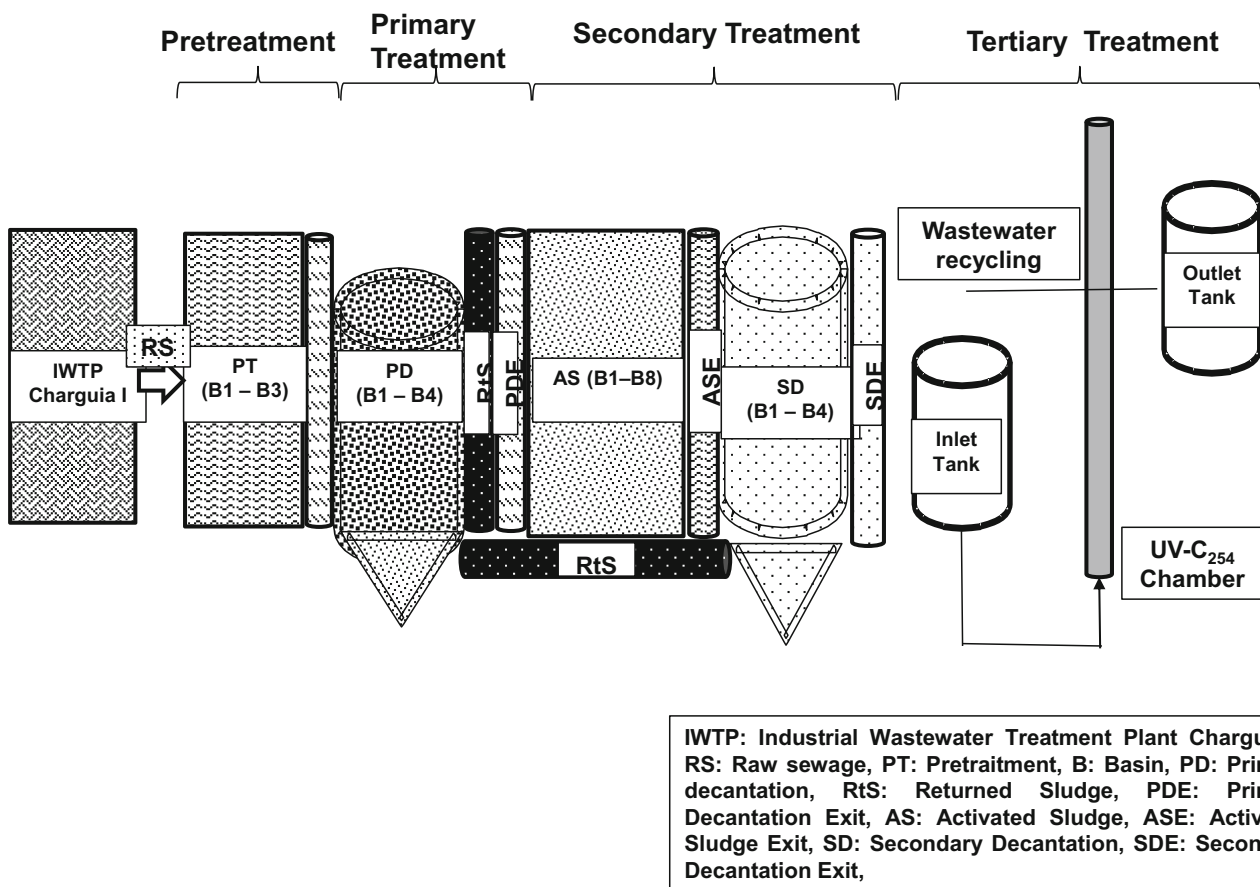 Pretreatment
Primary
Treatment
Secondary Treatment
Tertiary Treatment
IWTP
Charguia I
RS
PT
(B1 – B3)
PD
(B1 – B4)
RtS
PDE
AS (B1–B8)
ASE
SD
(B1 – B4)
SDE
RtS
Wastewater
recycling
Inlet
Tank
Outlet
Tank
UV-C254
Chamber
IWTP: Industrial Wastewater Treatment Plant Chargu
RS: Raw sewage, PT: Pretraitment, B: Basin, PD: Prin
decantation, RtS: Returned Sludge, PDE: Prin
Decantation Exit, AS: Activated Sludge, ASE: Activ
Sludge Exit, SD: Secondary Decantation, SDE: Secon
Decantation Exit,